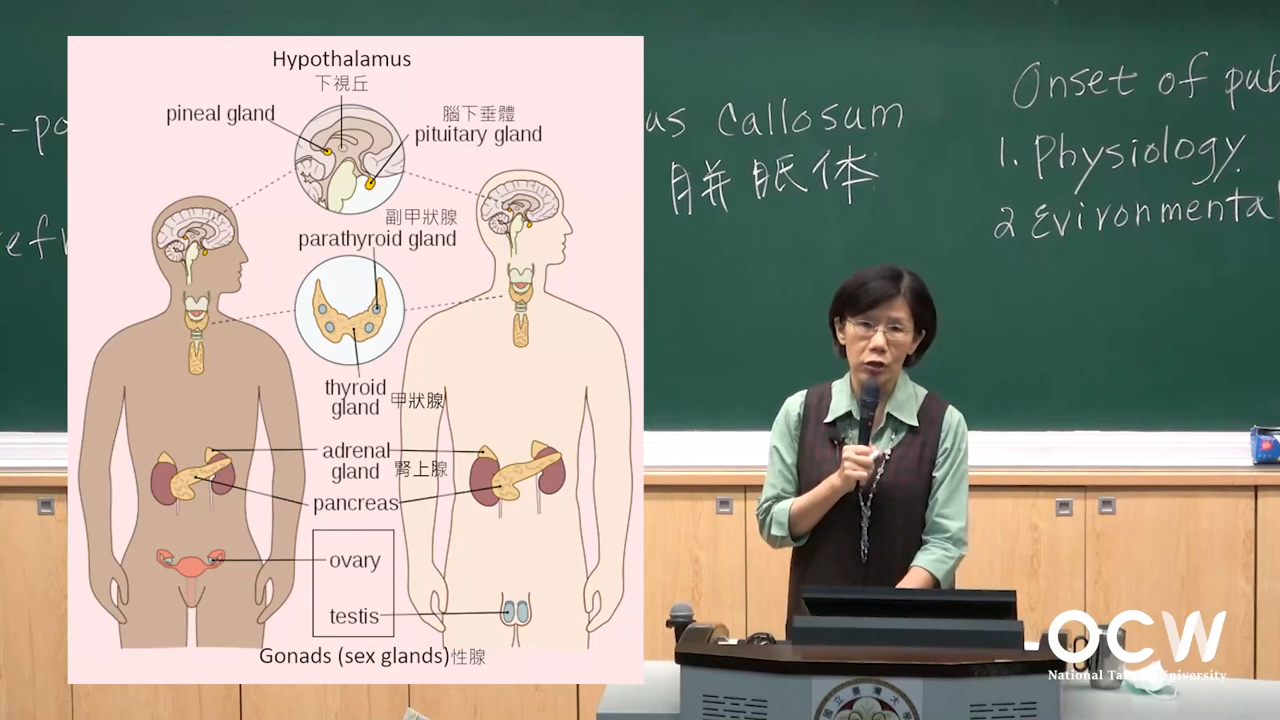 Hypothalamus
下視丘
pineal gland
腦下垂體
pituitary gland
副甲狀腺
parathyroid gland
thyroid
gland 甲狀腺
adrenal
gland 腎上腺
pancreas
ovary
testis
Gonads (sex glands)性腺
-po
refr
us callosum
胼胝体
Onset of pub
1. Physiology
2 Evironmental
OCW
National Taiwan University